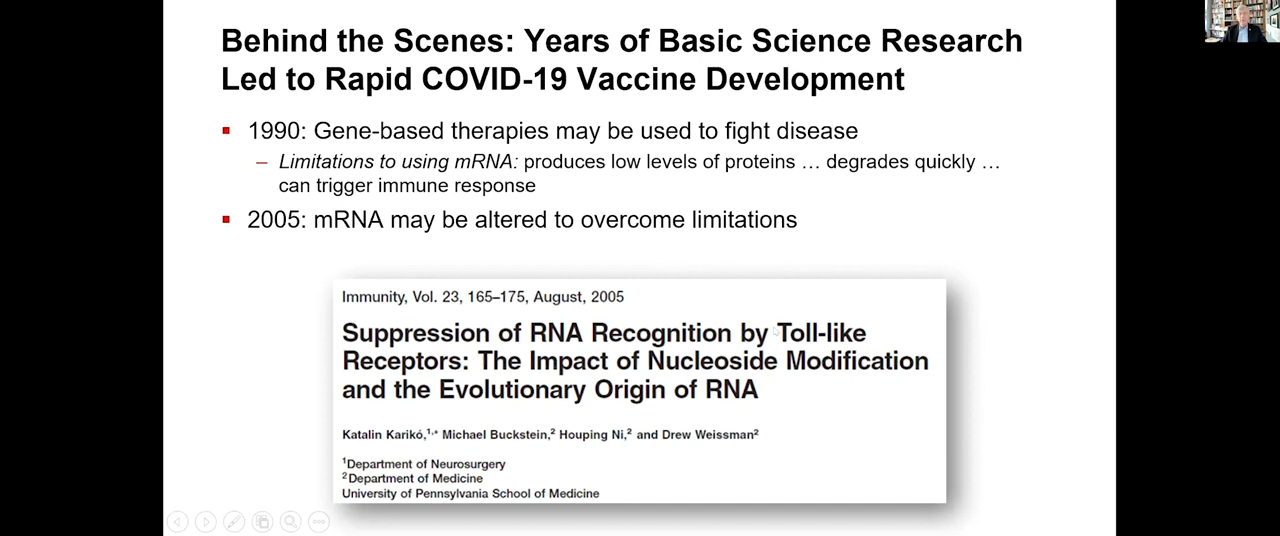 Behind the Scenes: Years of Basic Science Research
Led to Rapid COVID-19 Vaccine Development
1990: Gene-based therapies may be used to fight disease
– Limitations to using mRNA: produces low levels of proteins … degrades quickly …
can trigger immune response
2005: mRNA may be altered to overcome limitations
Immunity, Vol. 23, 165–175, August, 2005
Suppression of RNA Recognition by Toll-like
Receptors: The Impact of Nucleoside Modification
and the Evolutionary Origin of RNA
Katalin Karikó,1,* Michael Buckstein,2 Houping Ni,2 and Drew Weissman2
1Department of Neurosurgery
2Department of Medicine
University of Pennsylvania School of Medicine